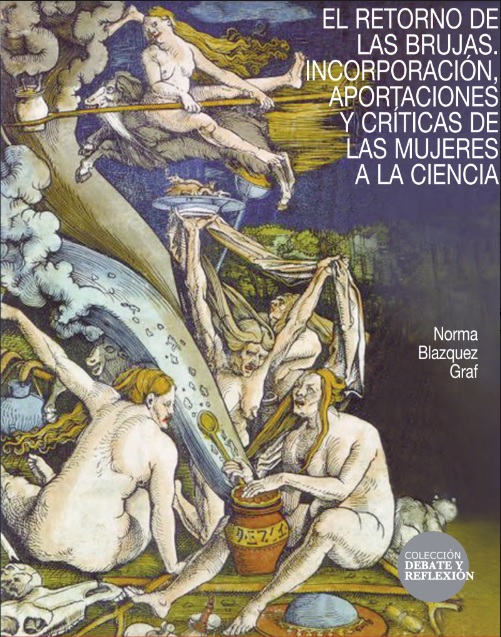 EL RETORNO DE
LAS BRUJAS.
INCORPORACIÓN,
APORTACIONES
Y CRÍTICAS DE
LAS MUJERES
A LA CIENCIA
Norma
Blazquez
Graf
COLECCIÓN
DEBATE Y
REFLEXIÓN